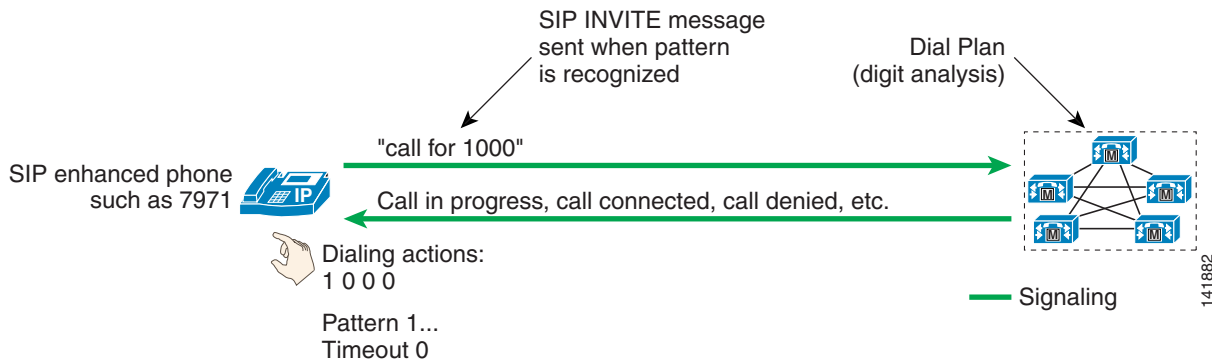 SIP INVITE message
sent when pattern
is recognized
Dial Plan
(digit analysis)
"call for 1000"
SIP enhanced phone
such as 7971
IP
Call in progress, call connected, call denied, etc.
M
M
M
M
M
Dialing actions:
1 0 0 0
Pattern 1...
Timeout 0
Signaling
141882